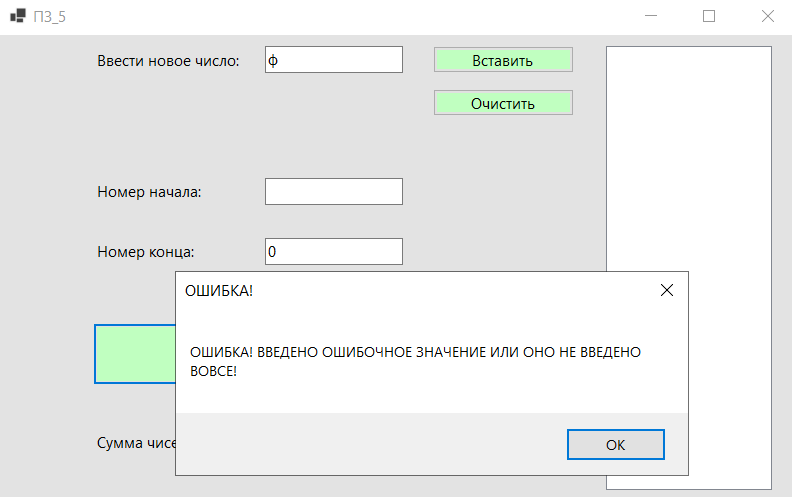 ПЗ_5
Ввести новое число:
ф
Вставить
Очистить
Номер начала:
Номер конца:
0
ОШИБКА!
ОШИБКА! ВВЕДЕНО ОШИБОЧНОЕ ЗНАЧЕНИЕ ИЛИ ОНО НЕ ВВЕДЕНО
ВОВСЕ!
OK
Сумма чисе